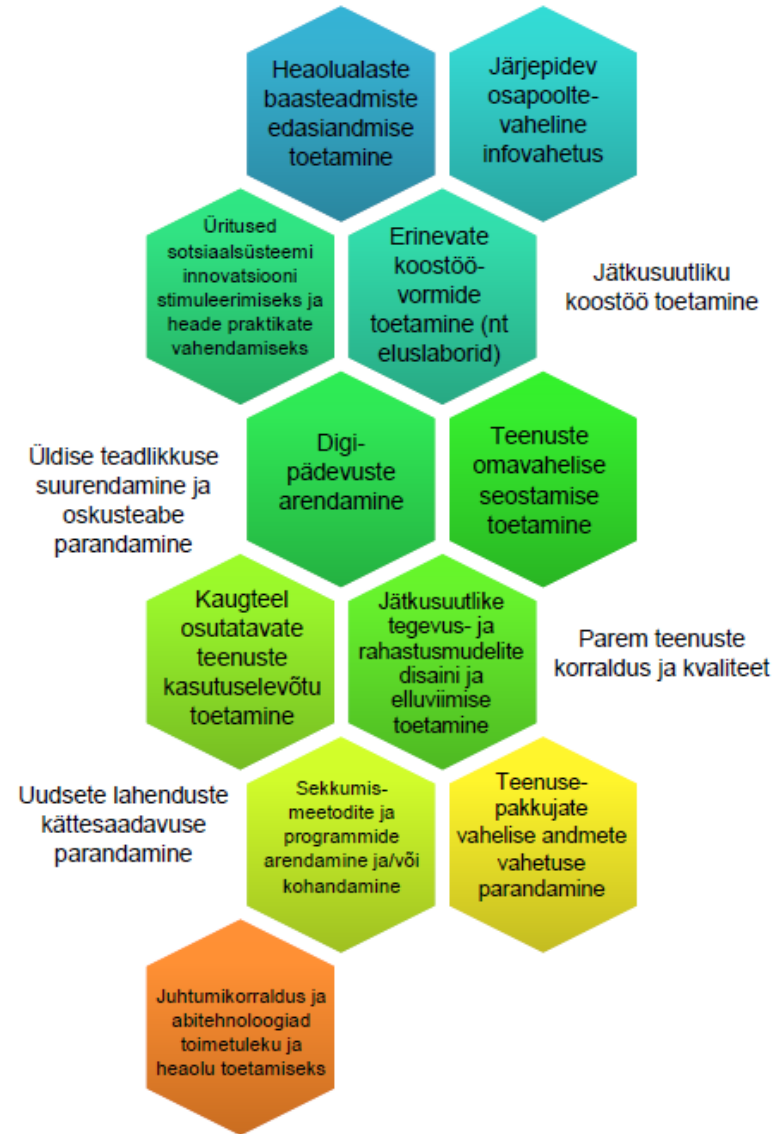 Heaolualaste
baasteadmiste
edasiandmise
toetamine
Järjepidev
osapoolte-
vaheline
infovahetus
Üritused
sotsiaalsüsteemi
innovatsiooni
stimuleerimiseks ja
heade praktikate
vahendamiseks
Erinevate
koostöö-
vormide
toetamine (nt
eluslaborid)
Jätkusuutliku
koostöö toetamine
Üldise teadlikkuse
suurendamine ja
oskusteabe
parandamine
Digi-
pädevuste
arendamine
Teenuste
omavahelise
seostamise
toetamine
Kaugteel
osutatavate
teenuste
kasutuselevõtu
toetamine
Jätkusuutlike
tegevus- ja
rahastusmudelite
disaini ja
elluviimise
toetamine
Parem teenuste
korraldus ja kvaliteet
Uudsete lahenduste
kättesaadavuse
parandamine
Sekkumis-
meetodite ja
programmide
arendamine ja/või
kohandamine
Teenuse-
pakkujate
vahelise andmete
vahetuse
parandamine
Juhtumikorraldus ja
abitehnoloogiad
toimetuleku ja
heaolu toetamiseks